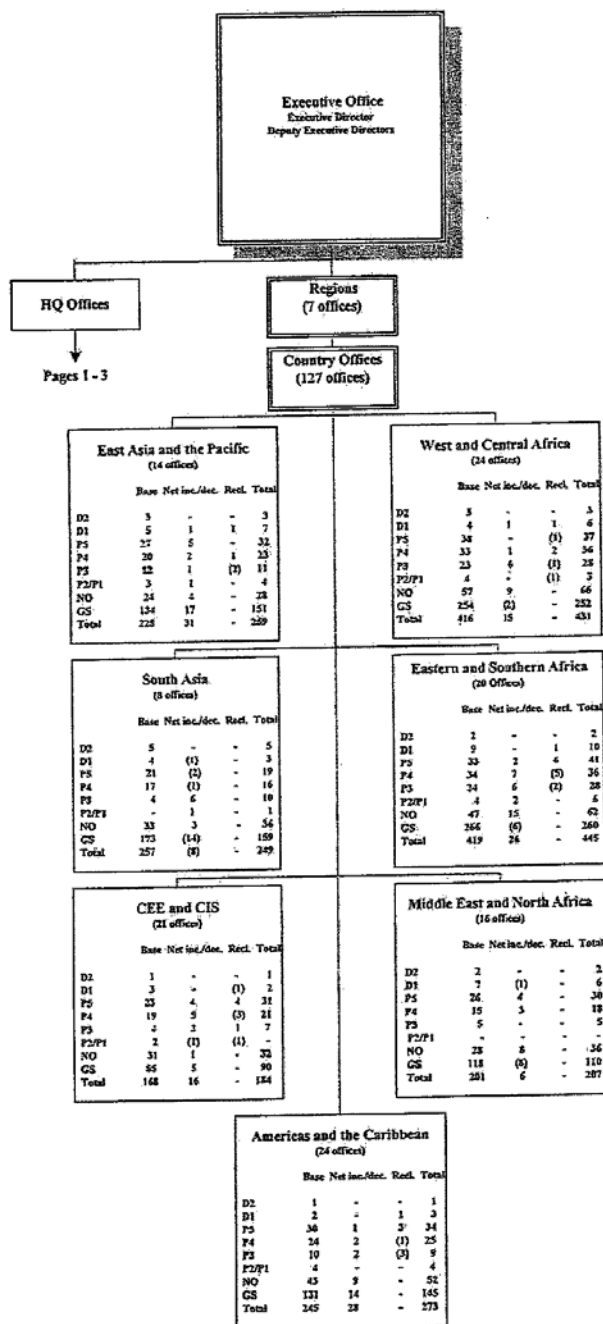 Executive Office
Executive Director
Deputy Executive Directors
HQ Offices
Pages 1 - 3
Regions
(7 offices)
Country Offices
(127 offices)
East Asia and the Pacific
(14 offices)
Base Net inc./dec. Recl. Total
D2 3 - - 3
D1 5 1 1 7
P5 27 5 - 32
P4 20 2 1 23
P3 12 1 (2) 11
P2/P1 3 1 - 4
NO 24 4 - 28
GS 134 17 - 151
Total 228 31 - 259
West and Central Africa
(24 offices)
Base Net inc./dec. Recl. Total
D2 3 - - 3
D1 4 1 1 6
P5 38 - (1) 37
P4 33 1 2 36
P3 23 6 (1) 28
P2/P1 4 - (1) 3
NO 57 9 - 66
GS 254 (2) - 252
Total 416 15 - 431
South Asia
(8 offices)
Base Net inc./dec. Recl. Total
D2 5 - - 5
D1 4 (1) - 3
P5 21 (2) - 19
P4 17 (1) - 16
P3 4 6 - 10
P2/P1 - 1 - 1
NO 33 3 - 36
GS 173 (14) - 159
Total 257 (8) - 249
Eastern and Southern Africa
(20 Offices)
Base Net inc./dec. Recl. Total
D2 2 - - 2
D1 9 - 1 10
P5 33 2 6 41
P4 34 7 (5) 36
P3 24 6 (2) 28
P2/P1 4 2 - 6
NO 47 15 - 62
GS 266 (6) - 260
Total 419 26 - 445
CEE and CIS
(21 offices)
Base Net inc./dec. Recl. Total
D2 1 - - 1
D1 3 - (1) 2
P5 23 4 4 31
P4 19 5 (3) 21
P3 4 2 1 7
P2/P1 2 (1) (1) -
NO 31 1 - 32
GS 85 5 - 90
Total 168 16 - 184
Middle East and North Africa
(16 offices)
Base Net inc./dec. Recl. Total
D2 2 - - 2
D1 7 (1) - 6
P5 26 4 - 30
P4 15 3 - 18
P3 5 - - 5
P2/P1 - - - -
NO 28 8 - 36
GS 118 (8) - 110
Total 201 6 - 207
Americas and the Caribbean
(24 offices)
Base Net inc./dec. Recl. Total
D2 1 - - 1
D1 2 - 1 3
P5 30 1 3 34
P4 24 2 (1) 25
P3 10 2 (3) 9
P2/P1 4 - - 4
NO 43 9 - 52
GS 131 14 - 145
Total 245 28 - 273